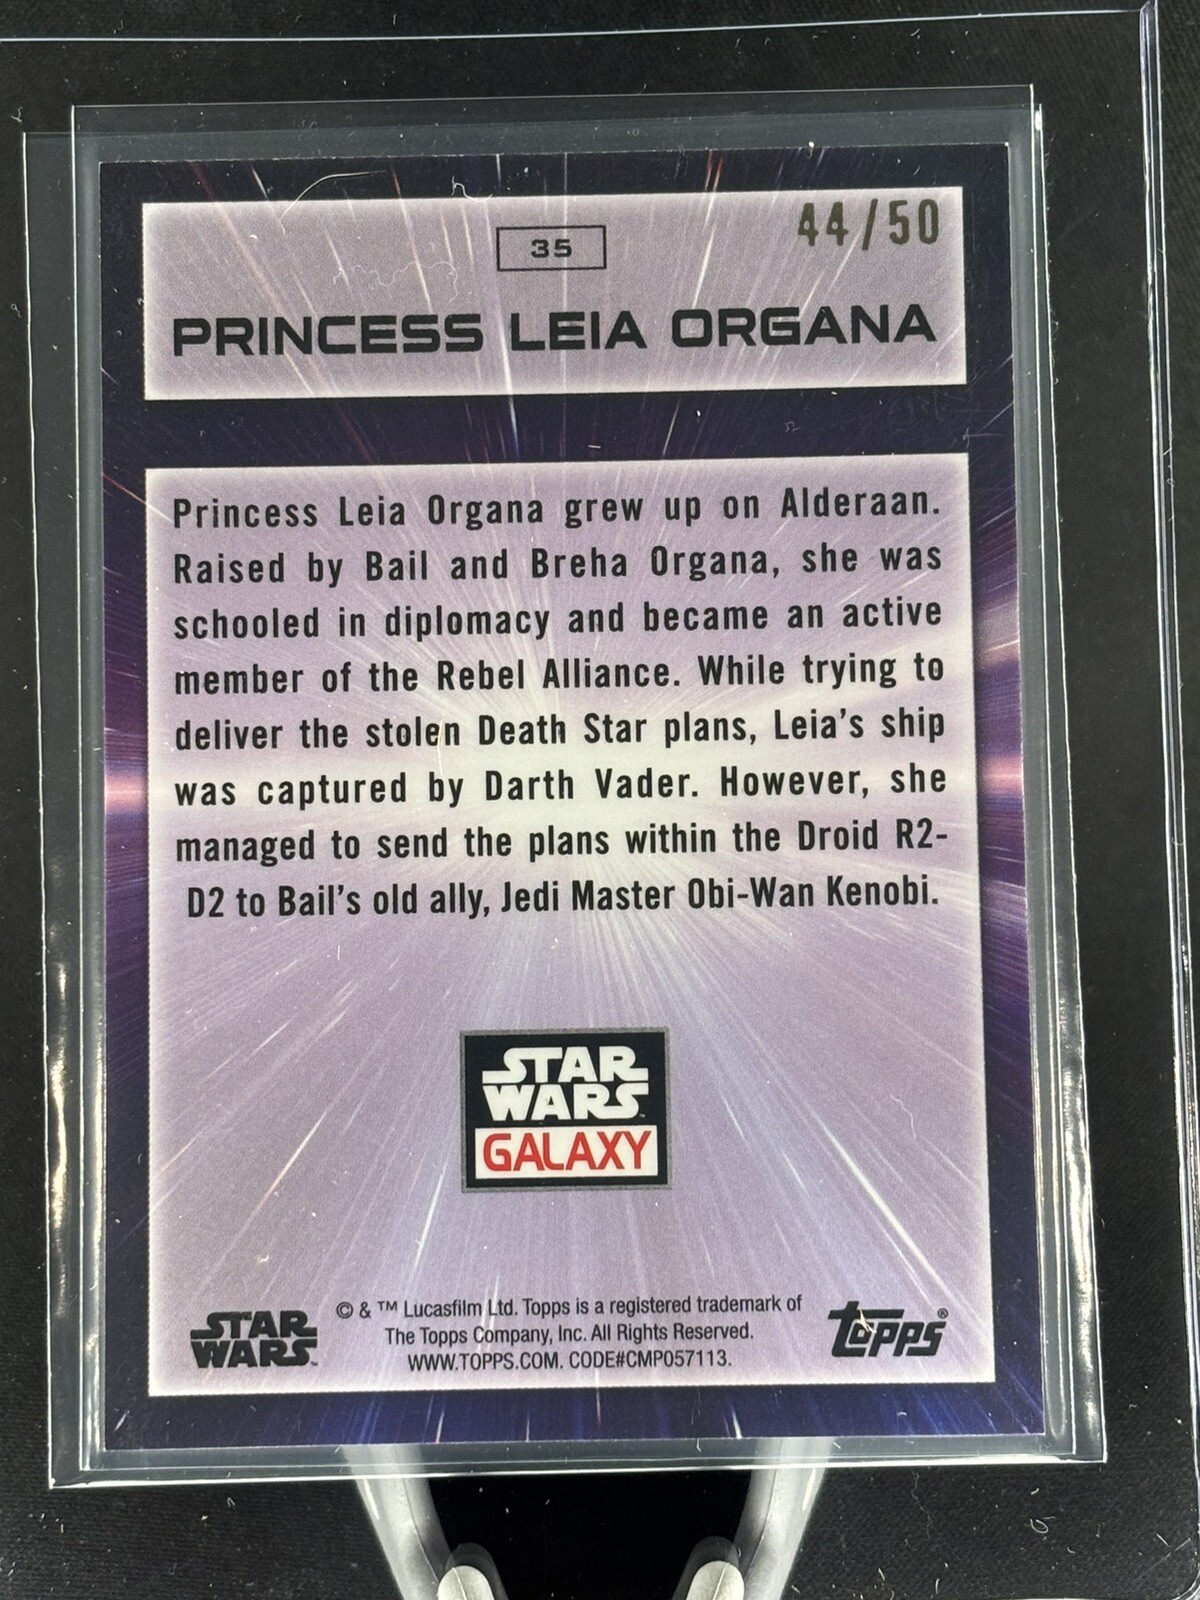 44/50
35
PRINCESS LEIA ORGANA
Princess Leia Organa grew up on Alderaan.
Raised by Bail and Breha Organa, she was
schooled in diplomacy and became an active
member of the Rebel Alliance. While trying to
deliver the stolen Death Star plans, Leia's ship
was captured by Darth Vader. However, she
managed to send the plans within the Droid R2-
D2 to Bail's old ally, Jedi Master Obi-Wan Kenobi.
STAR
WARS
GALAXY
STAR
WARS™
© & ™ Lucasfilm Ltd. Topps is a registered trademark of
The Topps Company, Inc. All Rights Reserved.
WWW.TOPPS.COM. CODE#CMP057113.
topps®